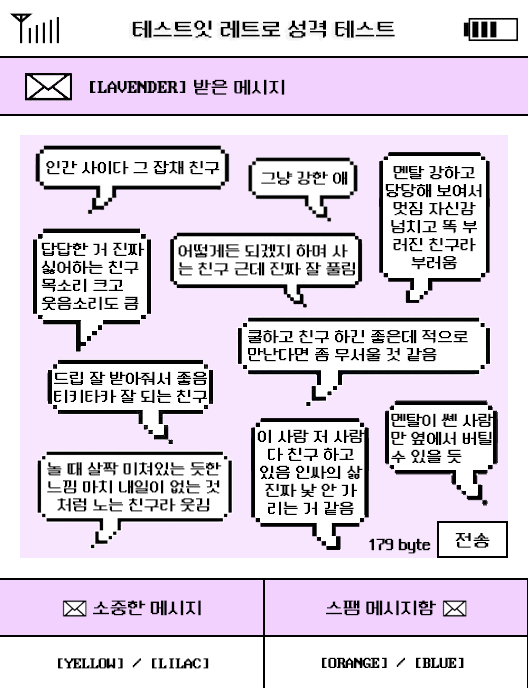 테스트잇 레트로 성격 테스트
[LAVENDER] 받은 메시지
인간 사이다 그 잡채 친구
그냥 강한 애
멘탈 강하고
당당해 보여서
멋짐 자신감
넘치고 똑 부
러진 친구라
부러움
답답한 거 진짜
싫어하는 친구
목소리 크고
웃음소리도 큼
어떻게든 되겠지 하며 사
는 친구 근데 진짜 잘 풀림
쿨하고 친구 하긴 좋은데 적으로
만난다면 좀 무서울 것 같음
드립 잘 받아줘서 좋음
티키타카 잘 되는 친구
이 사람 저 사람
다 친구 하고
있음 인싸의 삶
진짜 낯 안 가
리는 거 같음
멘탈이 쎈 사람
만 옆에서 버틸
수 있을 듯
놀 때 살짝 미쳐있는 듯한
느낌 마치 내일이 없는 것
처럼 노는 친구라 웃김
179 byte
전송
소중한 메시지
스팸 메시지함
[YELLOW] / [LILAC]
[ORANGE] / [BLUE]